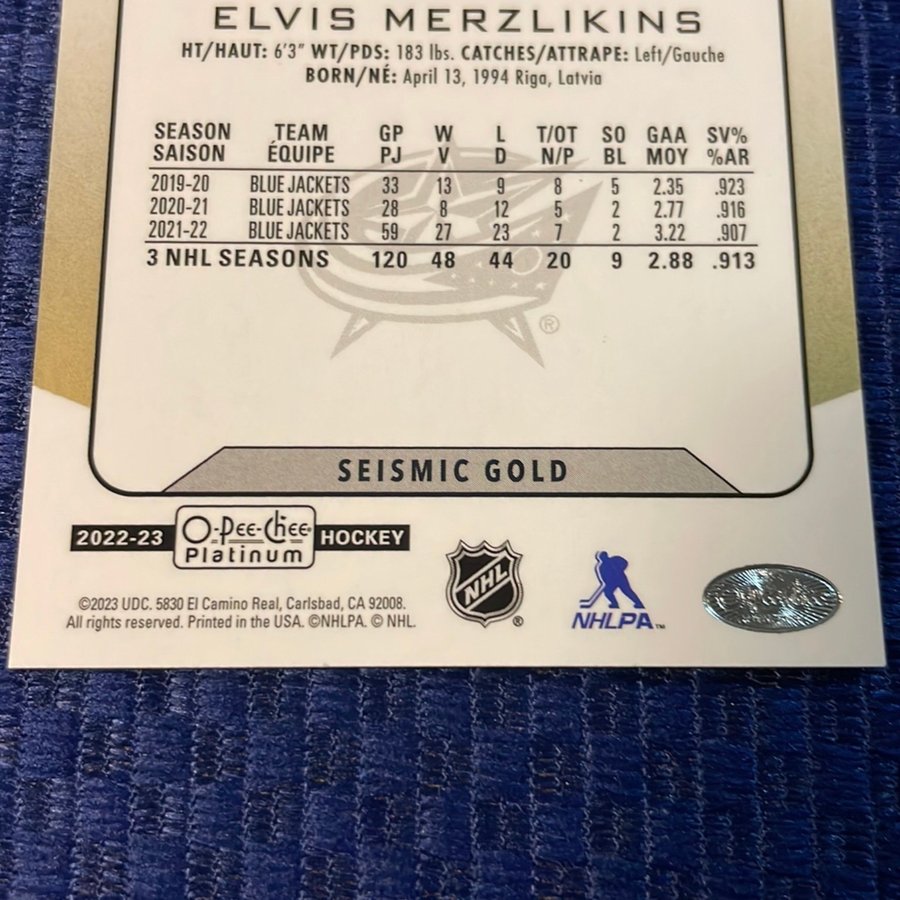 ELVIS MERZLIKINS
HT/HAUT: 6'3" WT/PDS: 183 lbs. CATCHES/ATTRAPE: Left/Gauche
BORN/NÉ: April 13, 1994 Riga, Latvia
SEASON TEAM GP W L T/OT SO GAA SV%
SAISON ÉQUIPE PJ V D N/P BL MOY %AR
2019-20 BLUE JACKETS 33 13 9 8 5 2.35 .923
2020-21 BLUE JACKETS 28 8 12 5 2 2.77 .916
2021-22 BLUE JACKETS 59 27 23 7 2 3.22 .907
3 NHL SEASONS 120 48 44 20 9 2.88 .913
®
SEISMIC GOLD
2022-23 O-Pee-Chee Platinum HOCKEY
©2023 UDC. 5830 El Camino Real, Carlsbad, CA 92008.
All rights reserved. Printed in the USA. ©NHLPA. © NHL.
NHL ®
NHLPA™